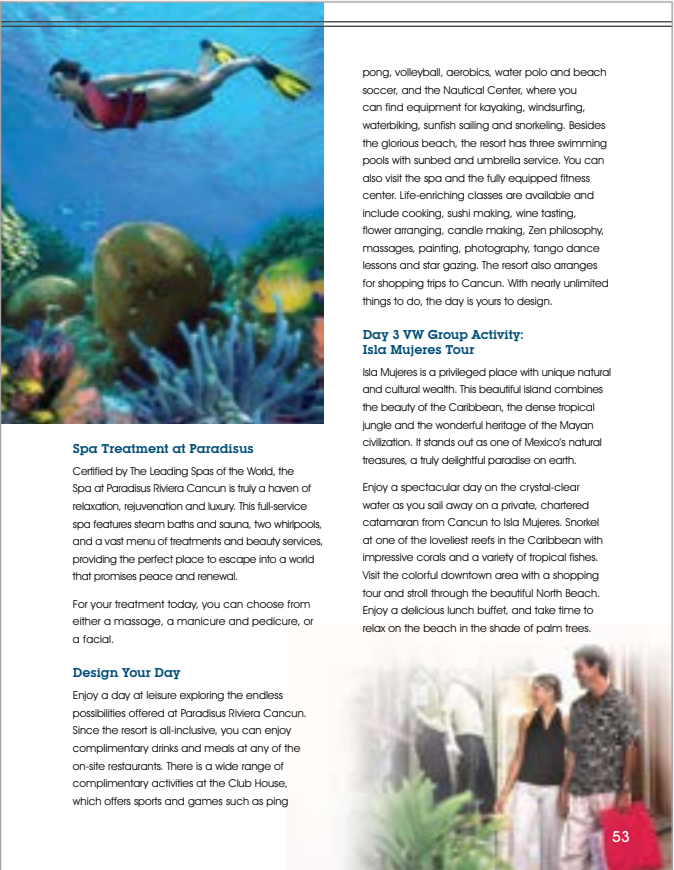 Spa Treatment at Paradisus
Certified by The Leading Spas of the World, the
Spa at Paradisus Riviera Cancun is truly a haven of
relaxation, rejuvenation and luxury. This full-service
spa features steam baths and sauna, two whirlpools,
and a vast menu of treatments and beauty services,
providing the perfect place to escape into a world
that promises peace and renewal.
For your treatment today, you can choose from
either a massage, a manicure and pedicure, or
a facial.
Design Your Day
Enjoy a day at leisure exploring the endless
possibilities offered at Paradisus Riviera Cancun.
Since the resort is all-inclusive, you can enjoy
complimentary drinks and meals at any of the
on-site restaurants. There is a wide range of
complimentary activities at the Club House,
which offers sports and games such as ping
pong, volleyball, aerobics, water polo and beach
soccer, and the Nautical Center, where you
can find equipment for kayaking, windsurfing,
waterbiking, sunfish sailing and snorkeling. Besides
the glorious beach, the resort has three swimming
pools with sunbed and umbrella service. You can
also visit the spa and the fully equipped fitness
center. Life-enriching classes are available and
include cooking, sushi making, wine tasting,
flower arranging, candle making, Zen philosophy,
massages, painting, photography, tango dance
lessons and star gazing. The resort also arranges
for shopping trips to Cancun. With nearly unlimited
things to do, the day is yours to design.
Day 3 VW Group Activity:
Isla Mujeres Tour
Isla Mujeres is a privileged place with unique natural
and cultural wealth. This beautiful island combines
the beauty of the Caribbean, the dense tropical
jungle and the wonderful heritage of the Mayan
civilization. It stands out as one of Mexico's natural
treasures, a truly delightful paradise on earth.
Enjoy a spectacular day on the crystal-clear
water as you sail away on a private, chartered
catamaran from Cancun to Isla Mujeres. Snorkel
at one of the loveliest reefs in the Caribbean with
impressive corals and a variety of tropical fishes.
Visit the colorful downtown area with a shopping
tour and stroll through the beautiful North Beach.
Enjoy a delicious lunch buffet, and take time to
relax on the beach in the shade of palm trees.
53